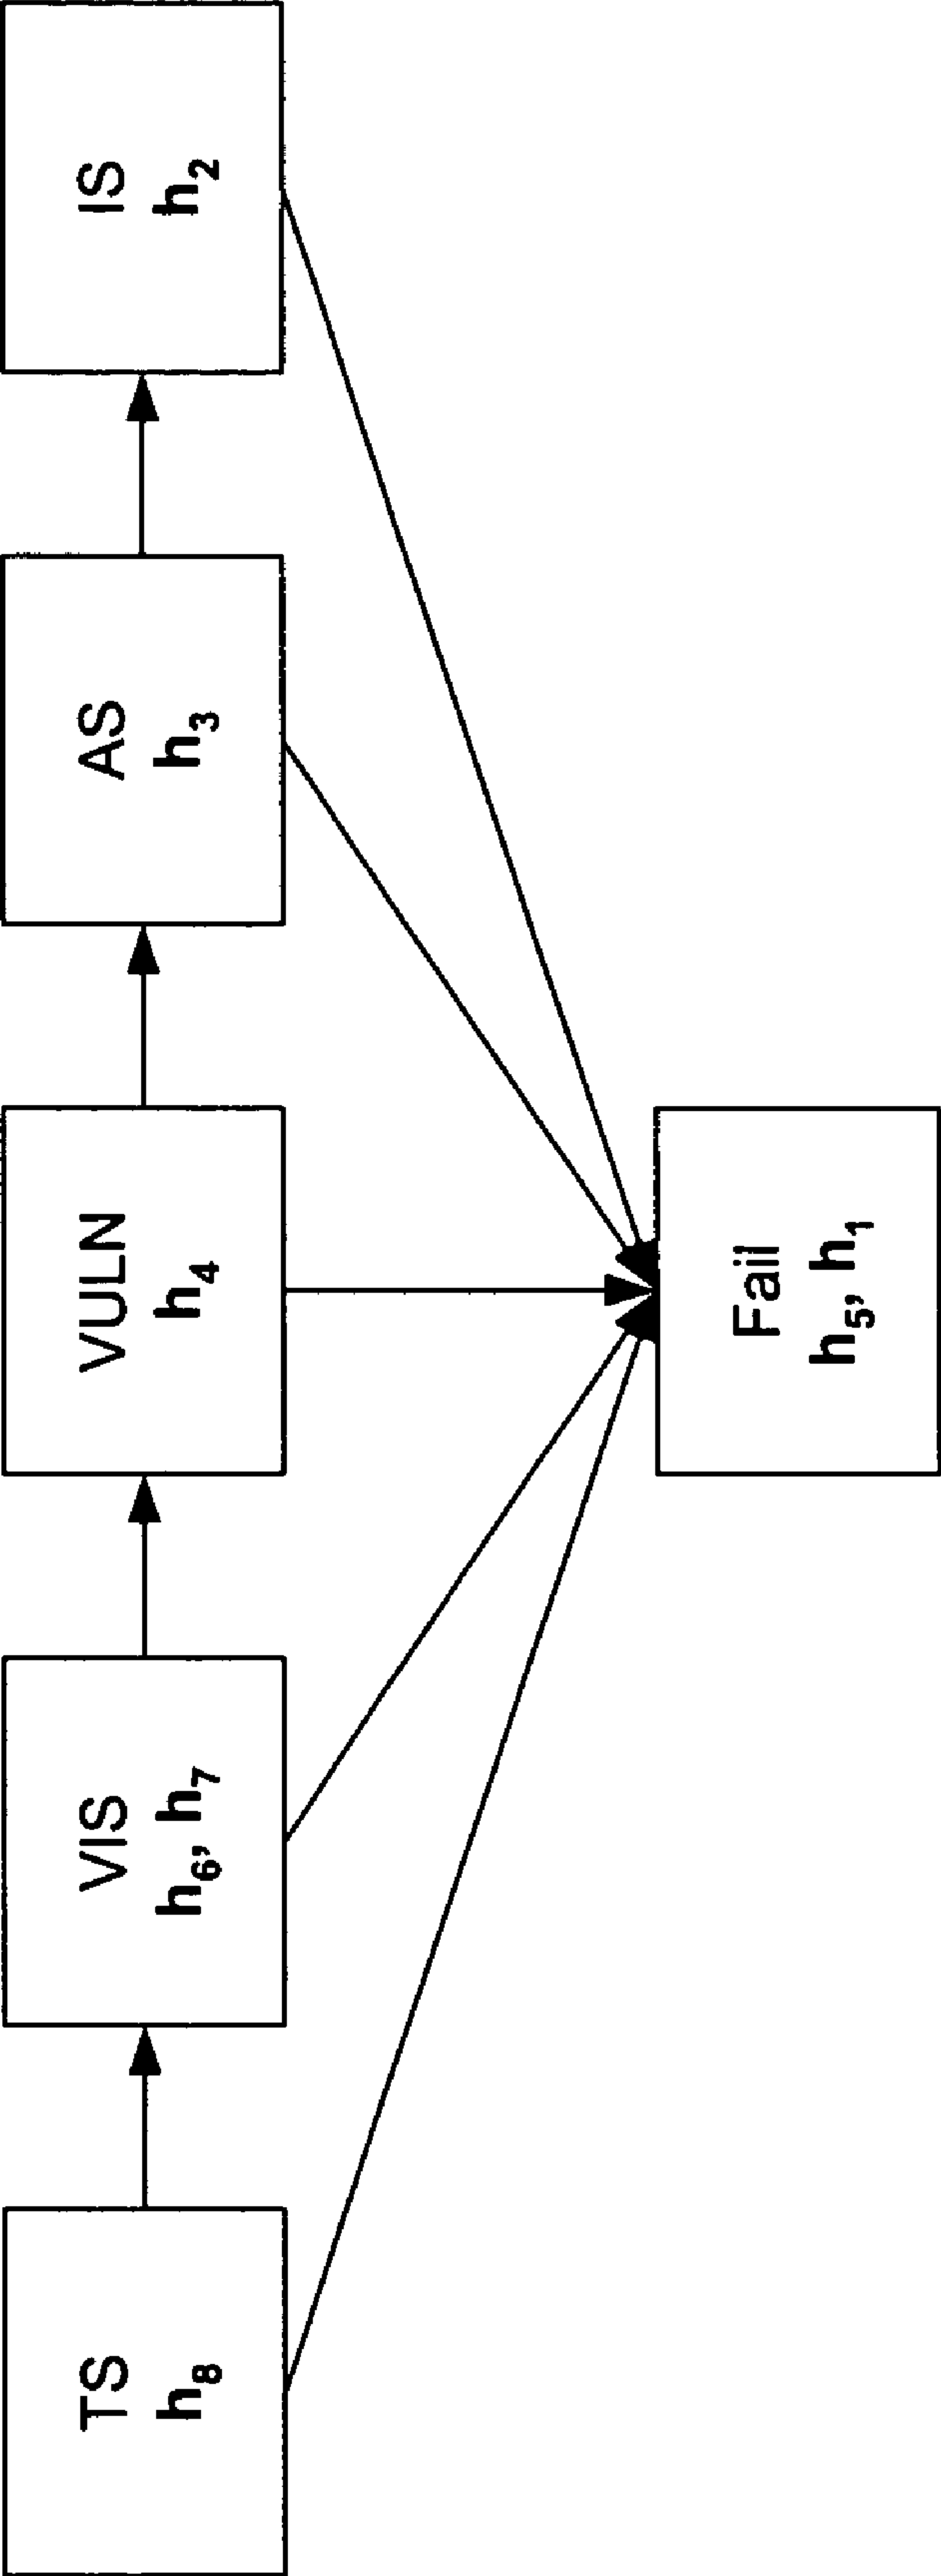 TS
h₈
VIS
h₆, h₇
VULN
h₄
AS
h₃
IS
h₂
Fail
h₅, h₁